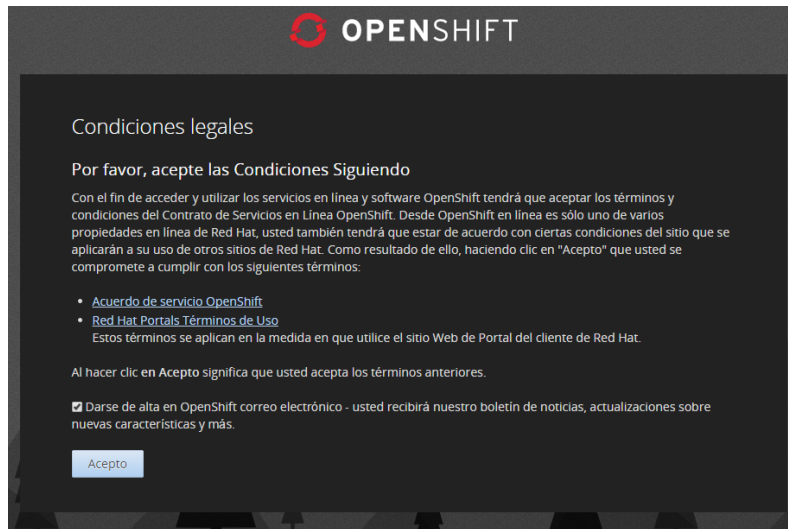 OPENSHIFT
Condiciones legales
Por favor, acepte las Condiciones Siguiendo
Con el fin de acceder y utilizar los servicios en línea y software OpenShift tendrá que aceptar los términos y
condiciones del Contrato de Servicios en Línea OpenShift. Desde OpenShift en línea es sólo uno de varios
propiedades en línea de Red Hat, usted también tendrá que estar de acuerdo con ciertas condiciones del sitio que se
aplicarán a su uso de otros sitios de Red Hat. Como resultado de ello, haciendo clic en "Acepto" que usted se
compromete a cumplir con los siguientes términos:
• Acuerdo de servicio OpenShift
• Red Hat Portals Términos de Uso
Estos términos se aplican en la medida en que utilice el sitio Web de Portal del cliente de Red Hat.
Al hacer clic en Acepto significa que usted acepta los términos anteriores.
Darse de alta en OpenShift correo electrónico - usted recibirá nuestro boletín de noticias, actualizaciones sobre
nuevas características y más.
Acepto